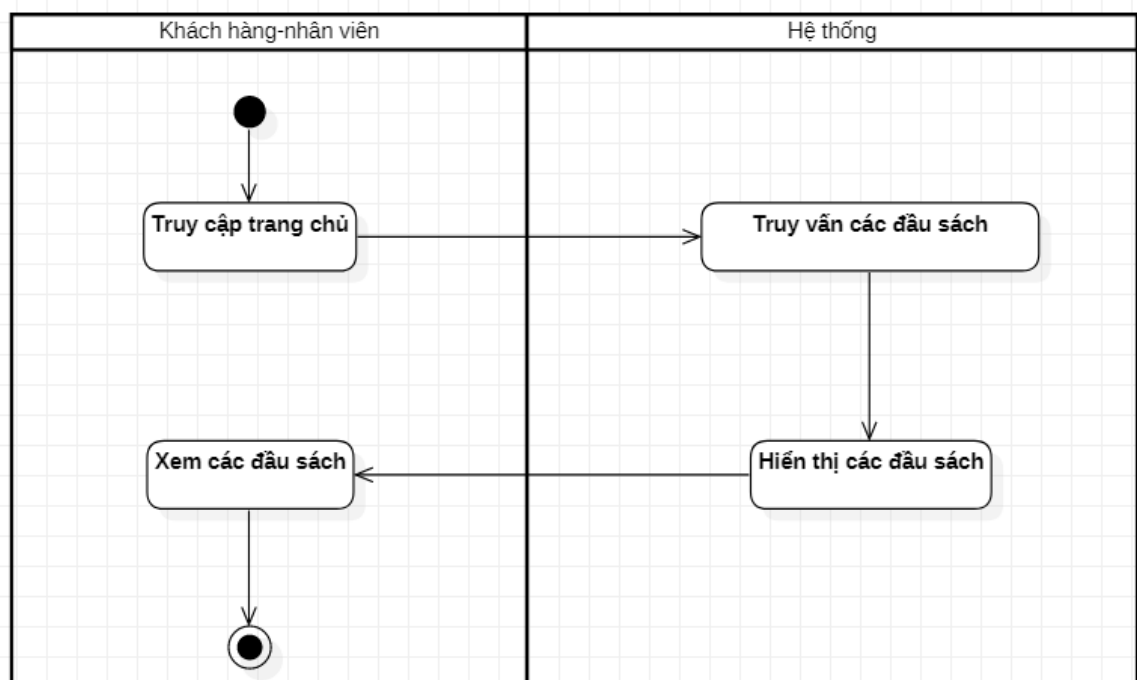 Khách hàng-nhân viên
Hệ thống
Truy cập trang chủ
Truy vấn các đầu sách
Xem các đầu sách
Hiển thị các đầu sách